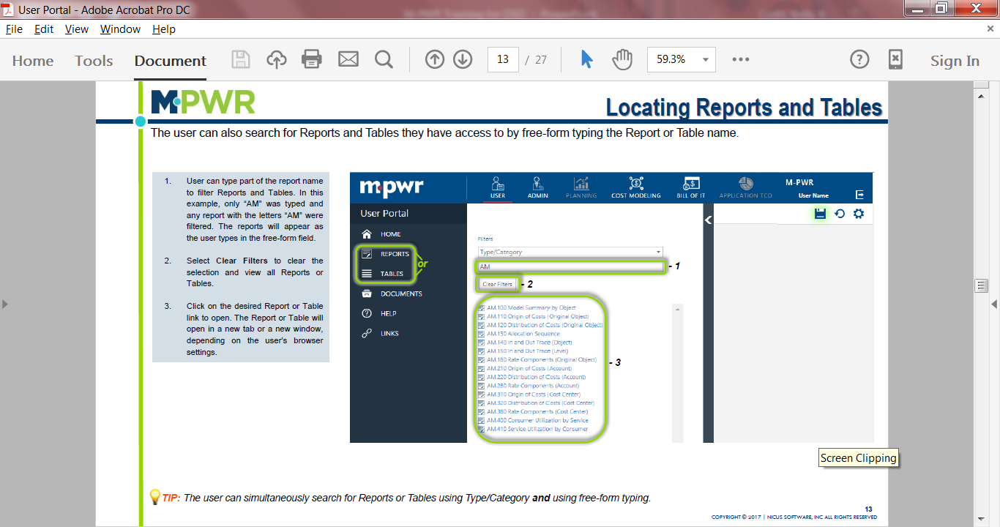 User Portal - Adobe Acrobat Pro DC
File Edit View Window Help
Home Tools Document 13 / 27 59.3% Sign In
M•PWR
Locating Reports and Tables
The user can also search for Reports and Tables they have access to by free-form typing the Report or Table name.
1. User can type part of the report name
to filter Reports and Tables. In this
example, only “AM” was typed and
any report with the letters “AM” were
filtered. The reports will appear as
the user types in the free-form field.
2. Select Clear Filters to clear the
selection and view all Reports or
Tables.
3. Click on the desired Report or Table
link to open. The Report or Table will
open in a new tab or a new window,
depending on the user’s browser
settings.
m•pwr
USER ADMIN PLANNING COST MODELING BILL OF IT APPLICATION TCO
M-PWR
User Name
User Portal
HOME
REPORTS
or
TABLES
DOCUMENTS
HELP
LINKS
Filters
Type/Category
AM - 1
Clear Filters - 2
AM.100 Model Summary by Object
AM.110 Origin of Costs (Original Object)
AM.120 Distribution of Costs (Original Object)
AM.130 Allocation Sequence
AM.140 In and Out Trace (Object)
AM.150 In and Out Trace (Level)
AM.180 Rate Components (Original Object)
- 3
AM.210 Origin of Costs (Account)
AM.220 Distribution of Costs (Account)
AM.280 Rate Components (Account)
AM.310 Origin of Costs (Cost Center)
AM.320 Distribution of Costs (Cost Center)
AM.380 Rate Components (Cost Center)
AM.400 Consumer Utilization by Service
AM.410 Service Utilization by Consumer
Screen Clipping
TIP: The user can simultaneously search for Reports or Tables using Type/Category and using free-form typing.
13
COPYRIGHT © 2017 | NICUS SOFTWARE, INC ALL RIGHTS RESERVED